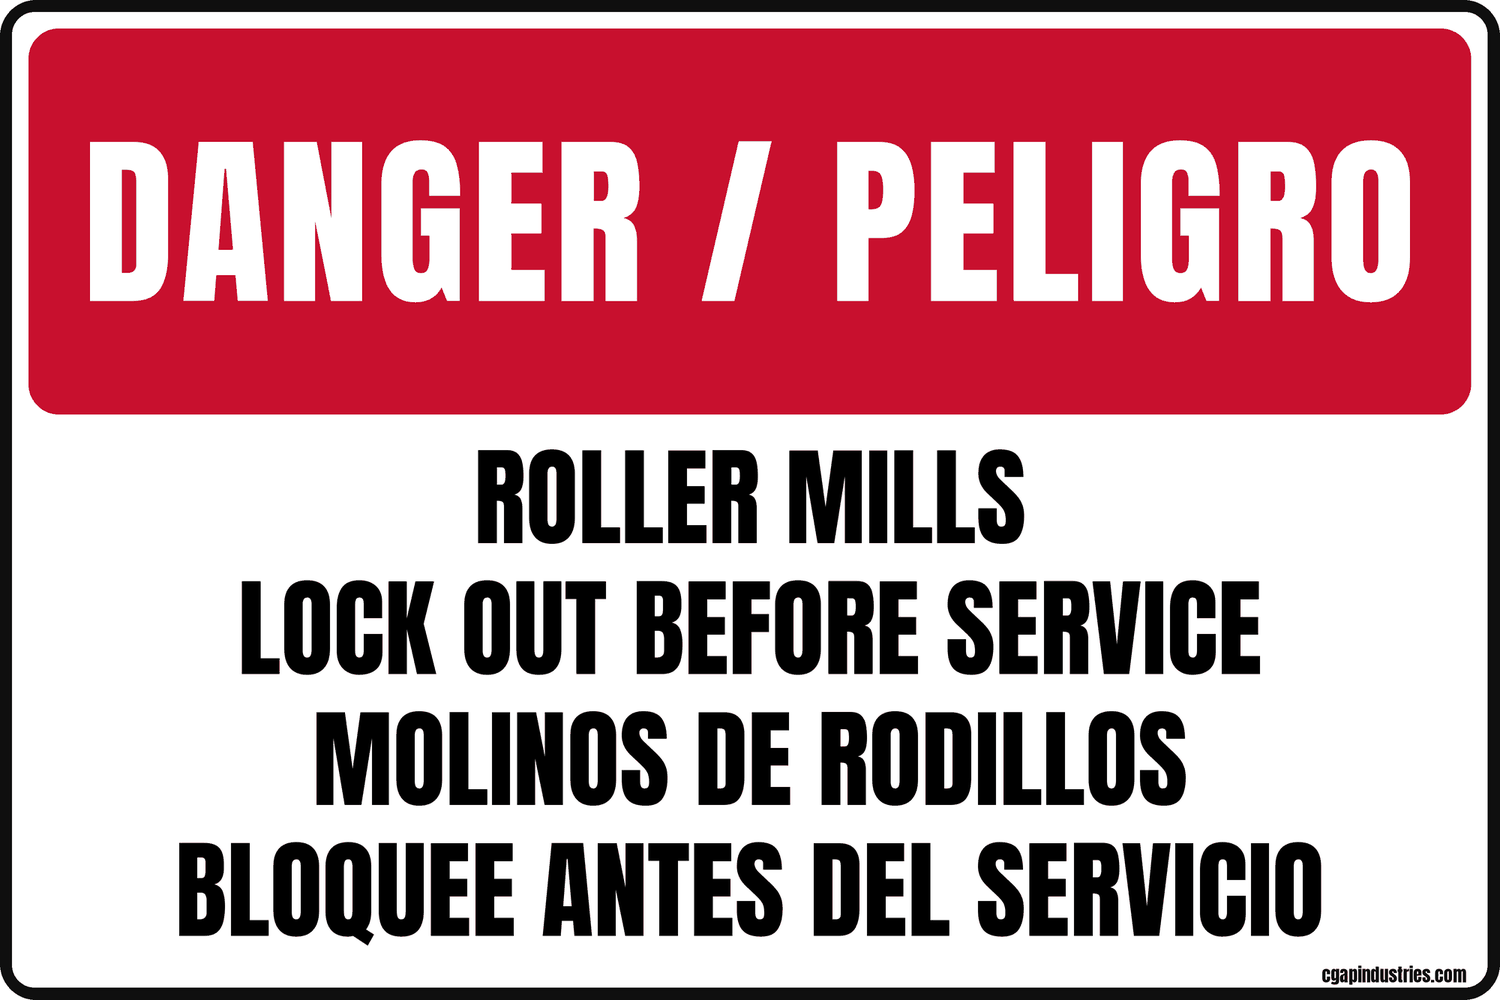 DANGER / PELIGRO
ROLLER MILLS
LOCK OUT BEFORE SERVICE
MOLINOS DE RODILLOS
BLOQUEE ANTES DEL SERVICIO
cgapindustries.com